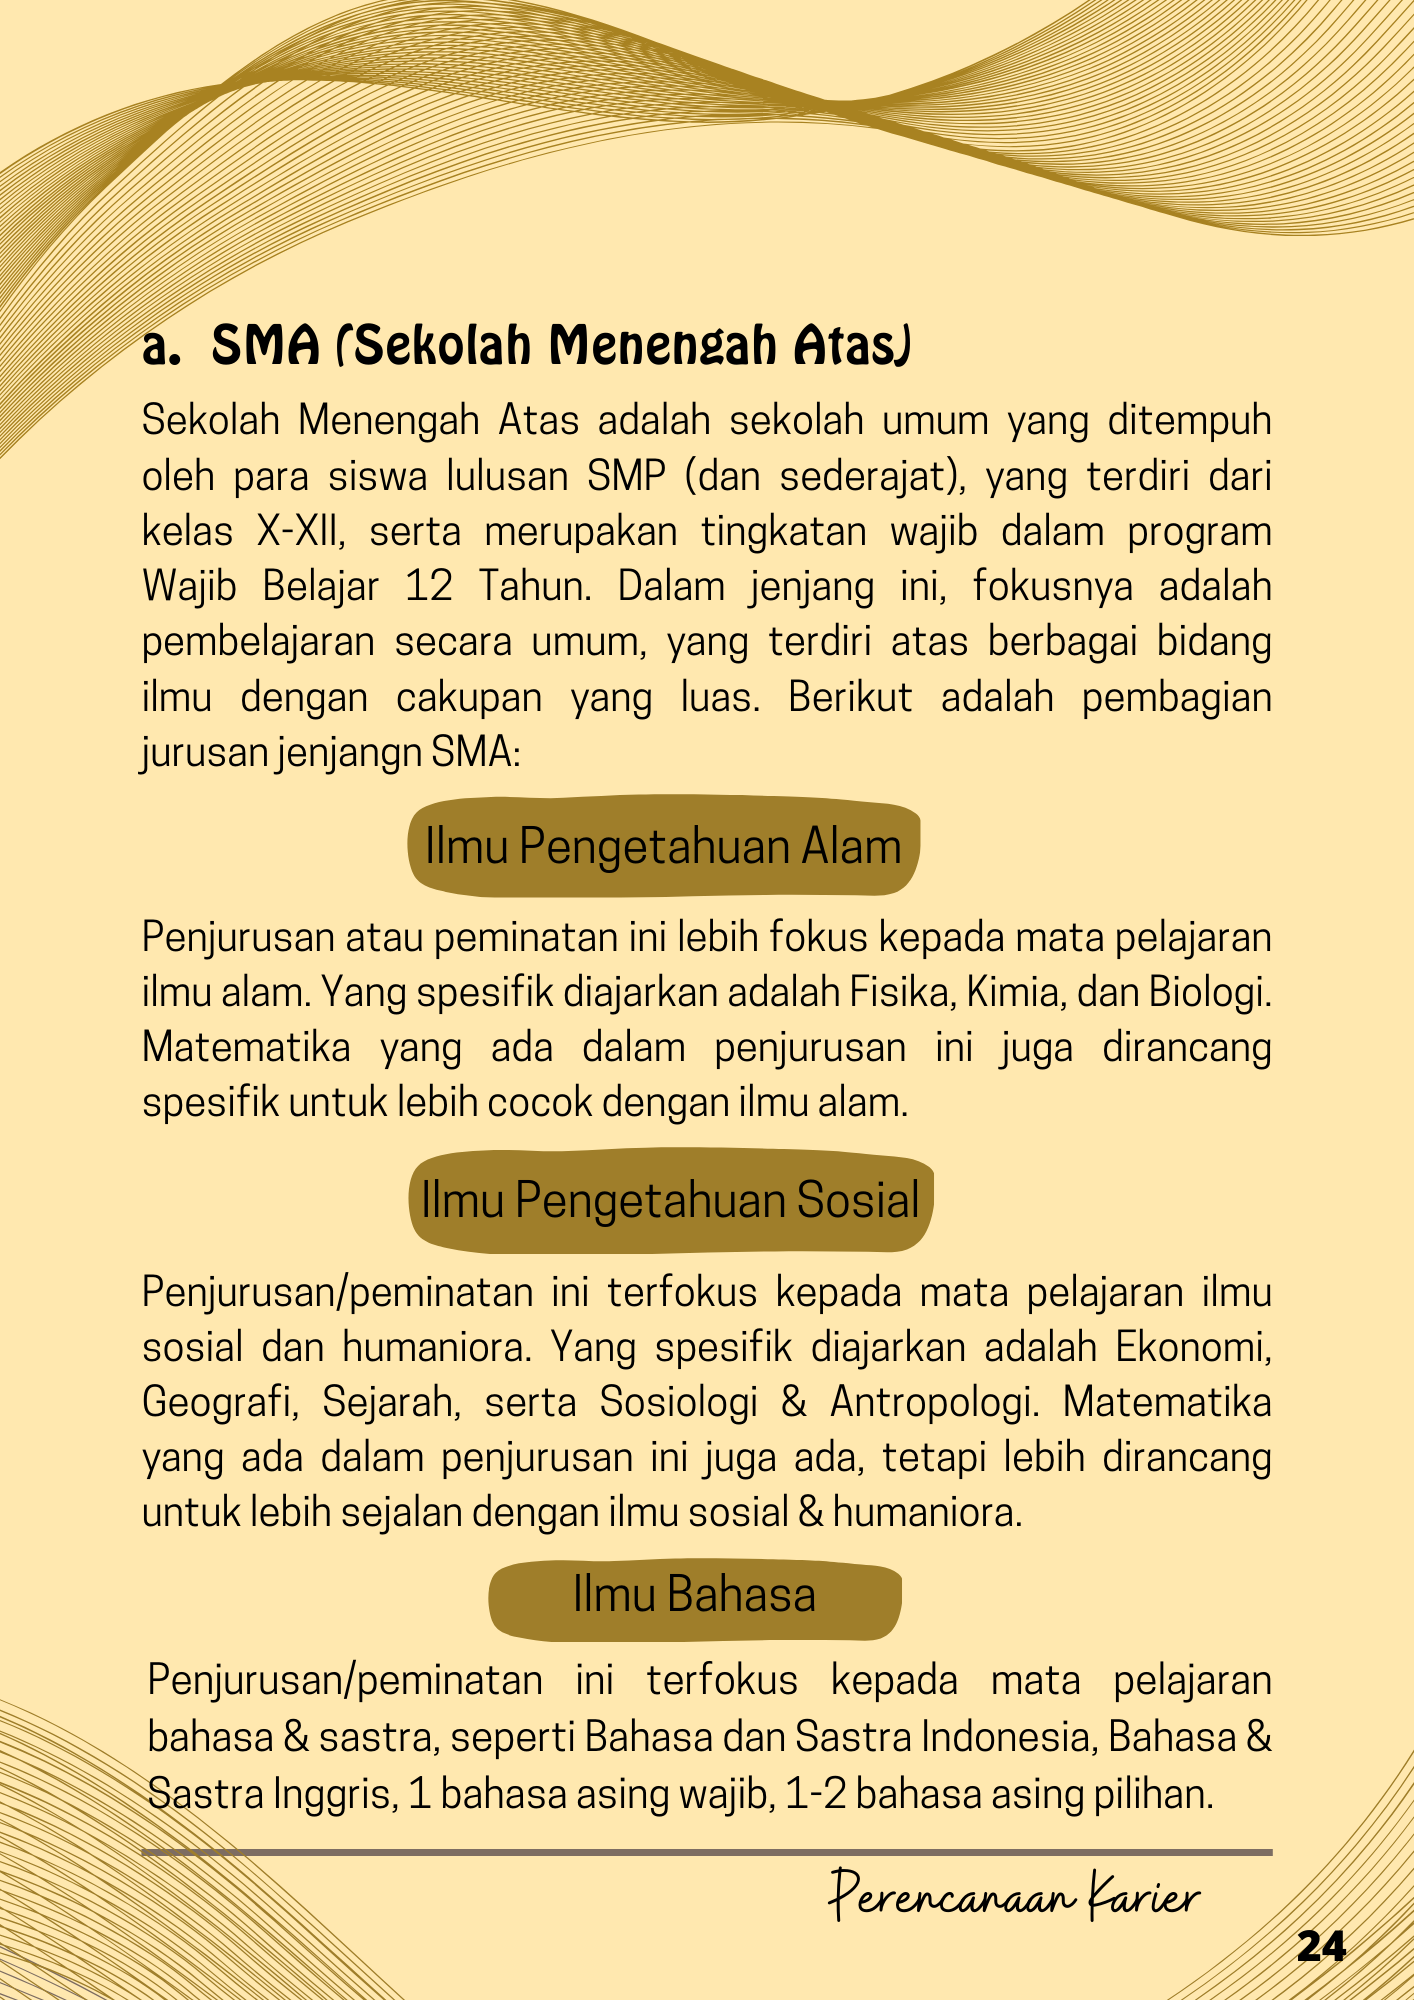 a. SMA (Sekolah Menengah Atas)
Sekolah Menengah Atas adalah sekolah umum yang ditempuh
oleh para siswa lulusan SMP (dan sederajat), yang terdiri dari
kelas X-XII, serta merupakan tingkatan wajib dalam program
Wajib Belajar 12 Tahun. Dalam jenjang ini, fokusnya adalah
pembelajaran secara umum, yang terdiri atas berbagai bidang
ilmu dengan cakupan yang luas. Berikut adalah pembagian
jurusan jenjangn SMA:
Ilmu Pengetahuan Alam
Penjurusan atau peminatan ini lebih fokus kepada mata pelajaran
ilmu alam. Yang spesifik diajarkan adalah Fisika, Kimia, dan Biologi.
Matematika yang ada dalam penjurusan ini juga dirancang
spesifik untuk lebih cocok dengan ilmu alam.
Ilmu Pengetahuan Sosial
Penjurusan/peminatan ini terfokus kepada mata pelajaran ilmu
sosial dan humaniora. Yang spesifik diajarkan adalah Ekonomi,
Geografi, Sejarah, serta Sosiologi & Antropologi. Matematika
yang ada dalam penjurusan ini juga ada, tetapi lebih dirancang
untuk lebih sejalan dengan ilmu sosial & humaniora.
Ilmu Bahasa
Penjurusan/peminatan ini terfokus kepada mata pelajaran
bahasa & sastra, seperti Bahasa dan Sastra Indonesia, Bahasa &
Sastra Inggris, 1 bahasa asing wajib, 1-2 bahasa asing pilihan.
Perencanaan Karier
24